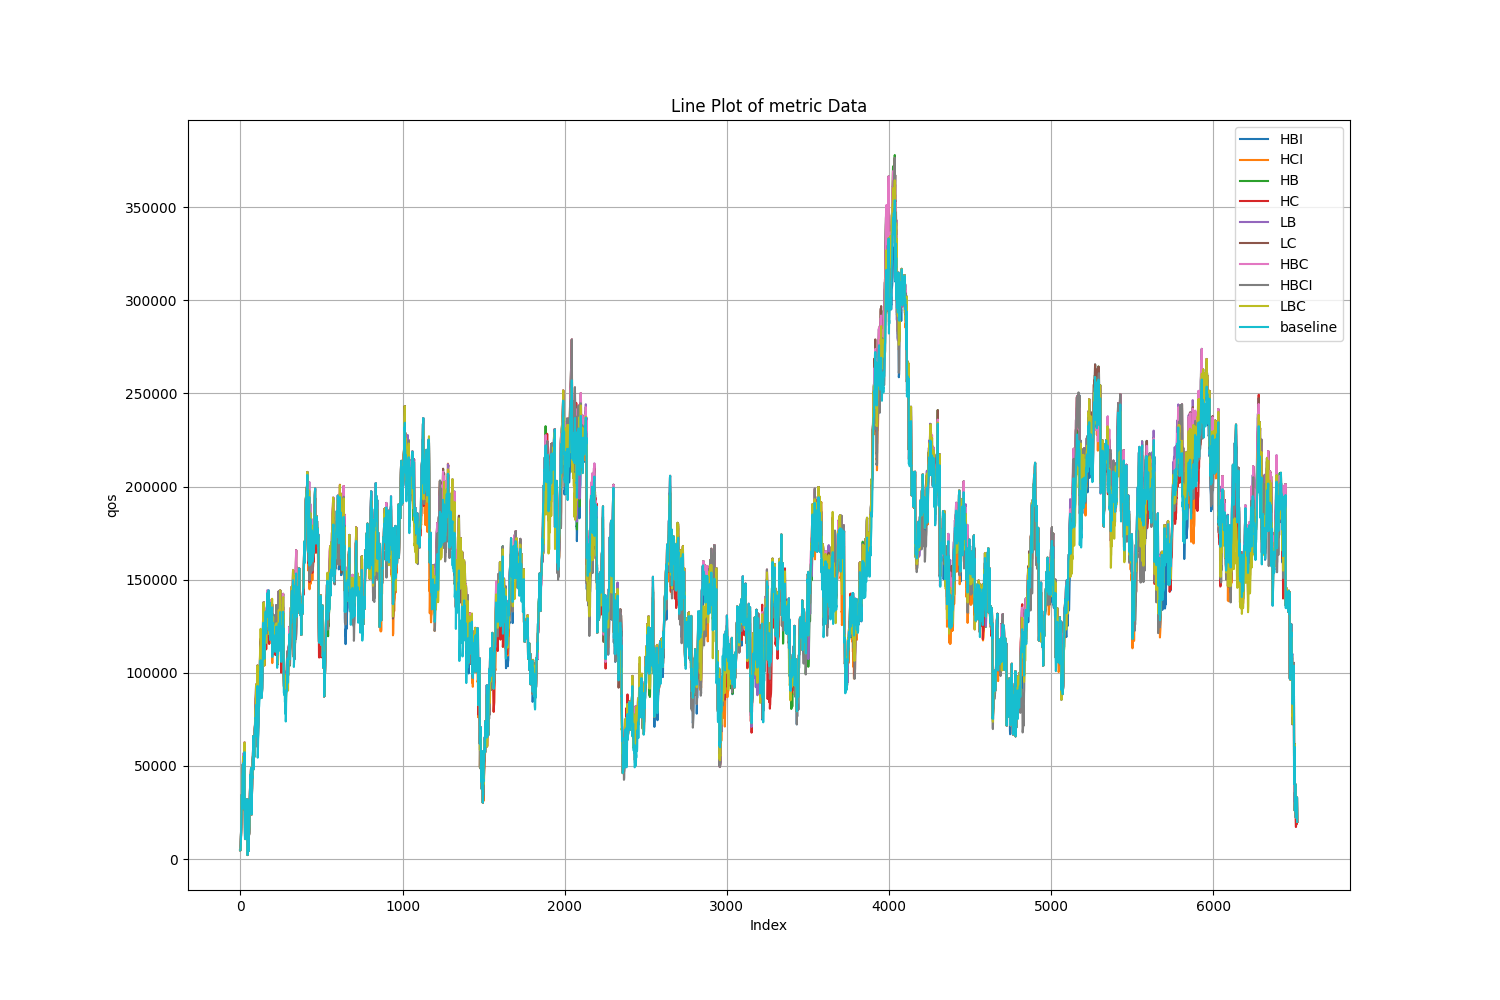 Line Plot of metric Data
qos
350000
300000
250000
200000
150000
100000
50000
0
0 1000 2000 3000 4000 5000 6000
Index
HBI
HCI
HB
HC
LB
LC
HBC
HBCI
LBC
baseline